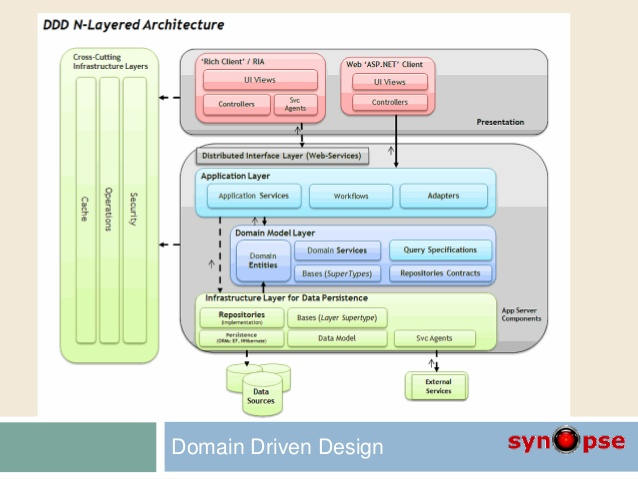 DDD N-Layered Architecture
Cross-Cutting
Infrastructure Layers
Cache
Operations
Security
'Rich Client' / RIA
UI Views
Controllers
Svc
Agents
Web 'ASP.NET' Client
UI Views
Controllers
Presentation
Distributed Interface Layer (Web-Services)
Application Layer
Application Services
Workflows
Adapters
Domain Model Layer
Domain
Entities
Domain Services
Query Specifications
Bases (SuperTypes)
Repositories Contracts
Infrastructure Layer for Data Persistence
Repositories
(Implementation)
Bases (Layer Supertype)
Persistence
(ORM: EF, NHibernate)
Data Model
Svc Agents
App Server
Components
Data
Sources
External
Services
Domain Driven Design
synopse